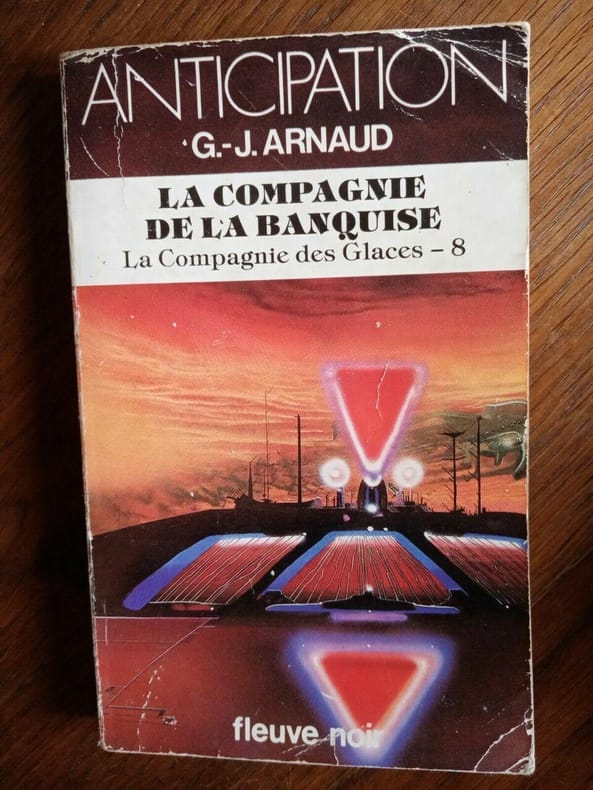 ANTICIPATION
G.-J. ARNAUD
LA COMPAGNIE
DE LA BANQUISE
La Compagnie des Glaces – 8
fleuve noir